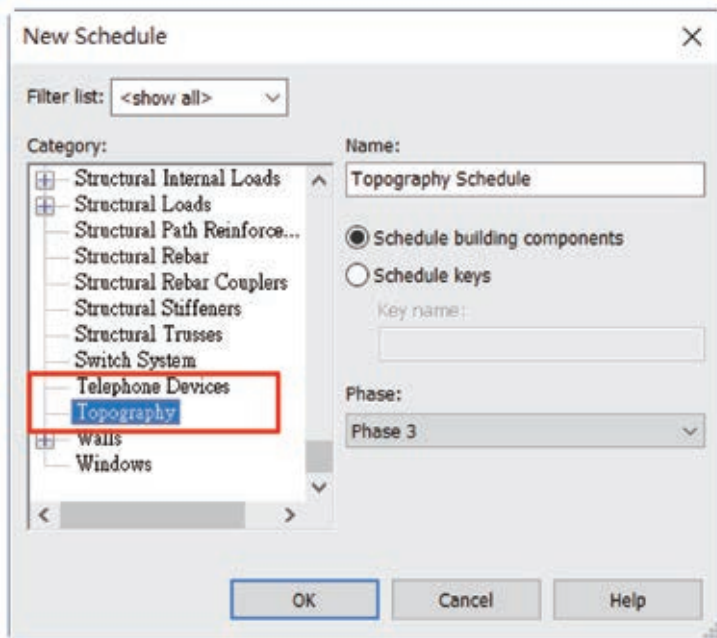 New Schedule
Filter list: <show all>
Category:
Structural Internal Loads
Structural Loads
Structural Path Reinforce...
Structural Rebar
Structural Rebar Couplers
Structural Stiffeners
Structural Trusses
Switch System
Telephone Devices
Topography
Walls
Windows
Name:
Topography Schedule
Schedule building components
Schedule keys
Key name:
Phase:
Phase 3
OK
Cancel
Help